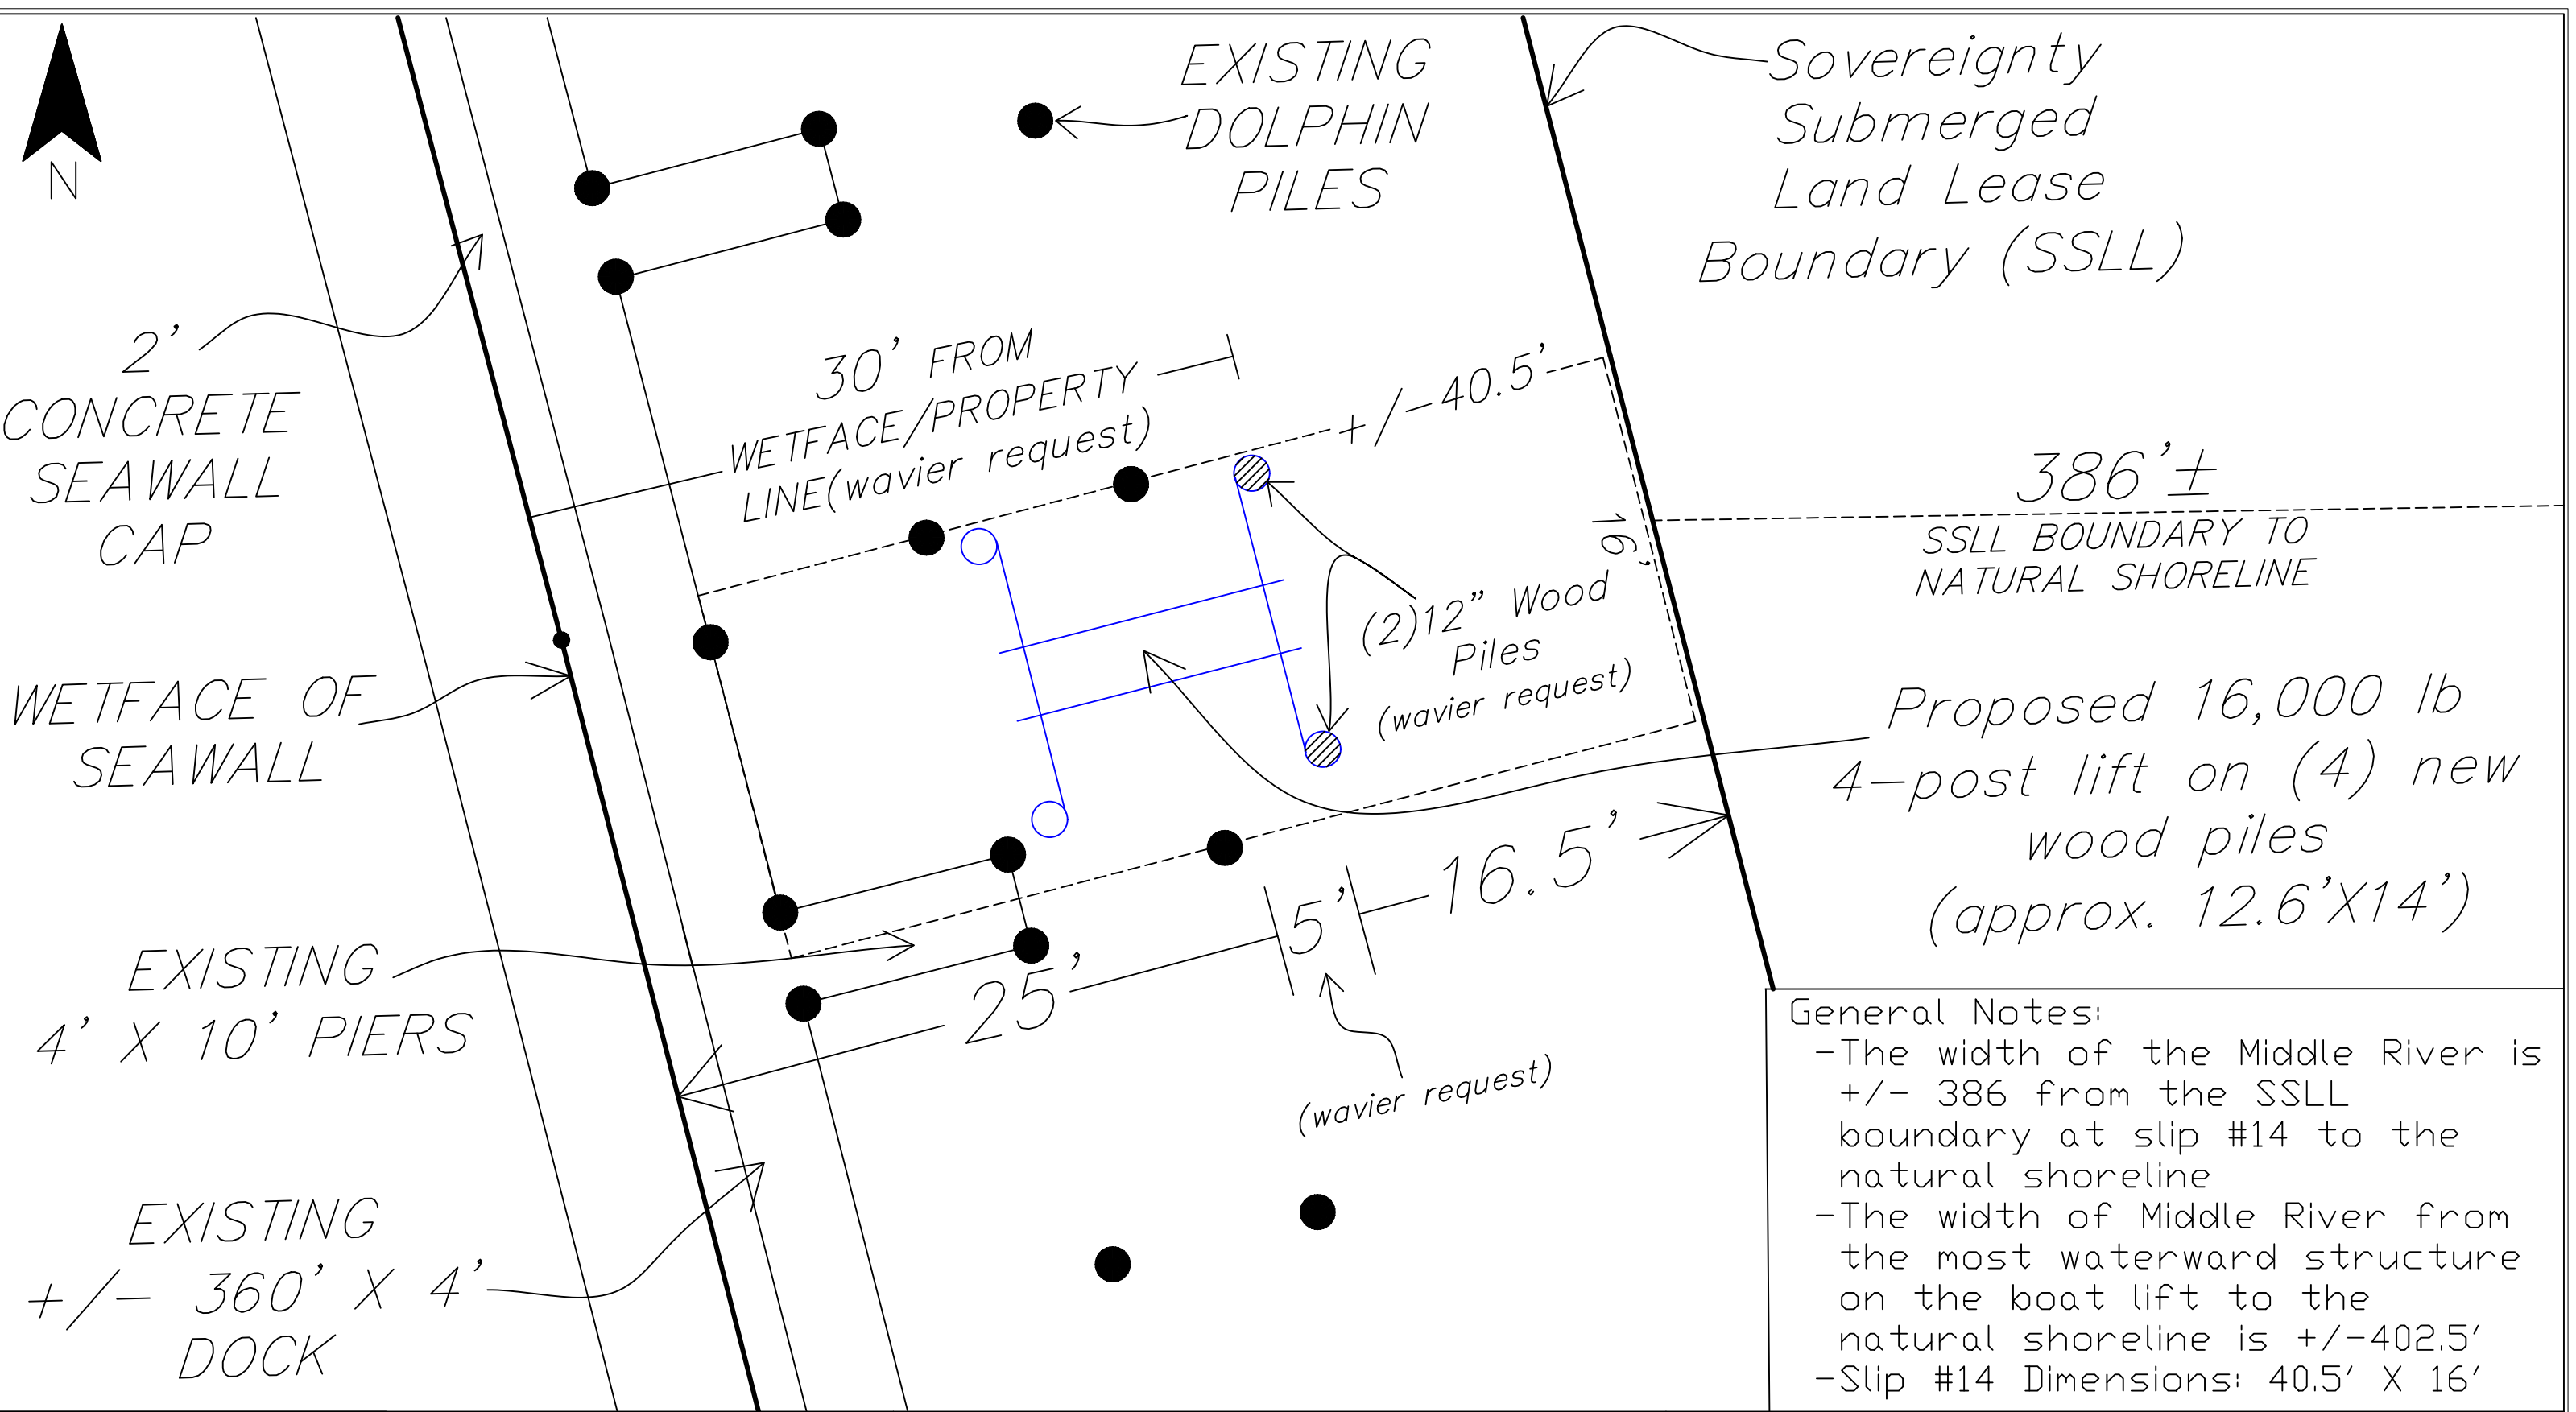 N
EXISTING
DOLPHIN
PILES
Sovereignty
Submerged
Land Lease
Boundary (SSLL)
2'
CONCRETE
SEAWALL
CAP
30' FROM
WETFACE/PROPERTY
LINE(wavier request)
+/-40.5'
386'±
SSLL BOUNDARY TO
NATURAL SHORELINE
16'
(2)12" Wood
Piles
(wavier request)
WETFACE OF
SEAWALL
Proposed 16,000 lb
4-post lift on (4) new
wood piles
(approx. 12.6'X14')
16.5'
5'
25'
(wavier request)
EXISTING
4' X 10' PIERS
EXISTING
+/- 360' X 4'
DOCK
General Notes:
-The width of the Middle River is
+/- 386 from the SSLL
boundary at slip #14 to the
natural shoreline
-The width of Middle River from
the most waterward structure
on the boat lift to the
natural shoreline is +/-402.5'
-Slip #14 Dimensions: 40.5' X 16'